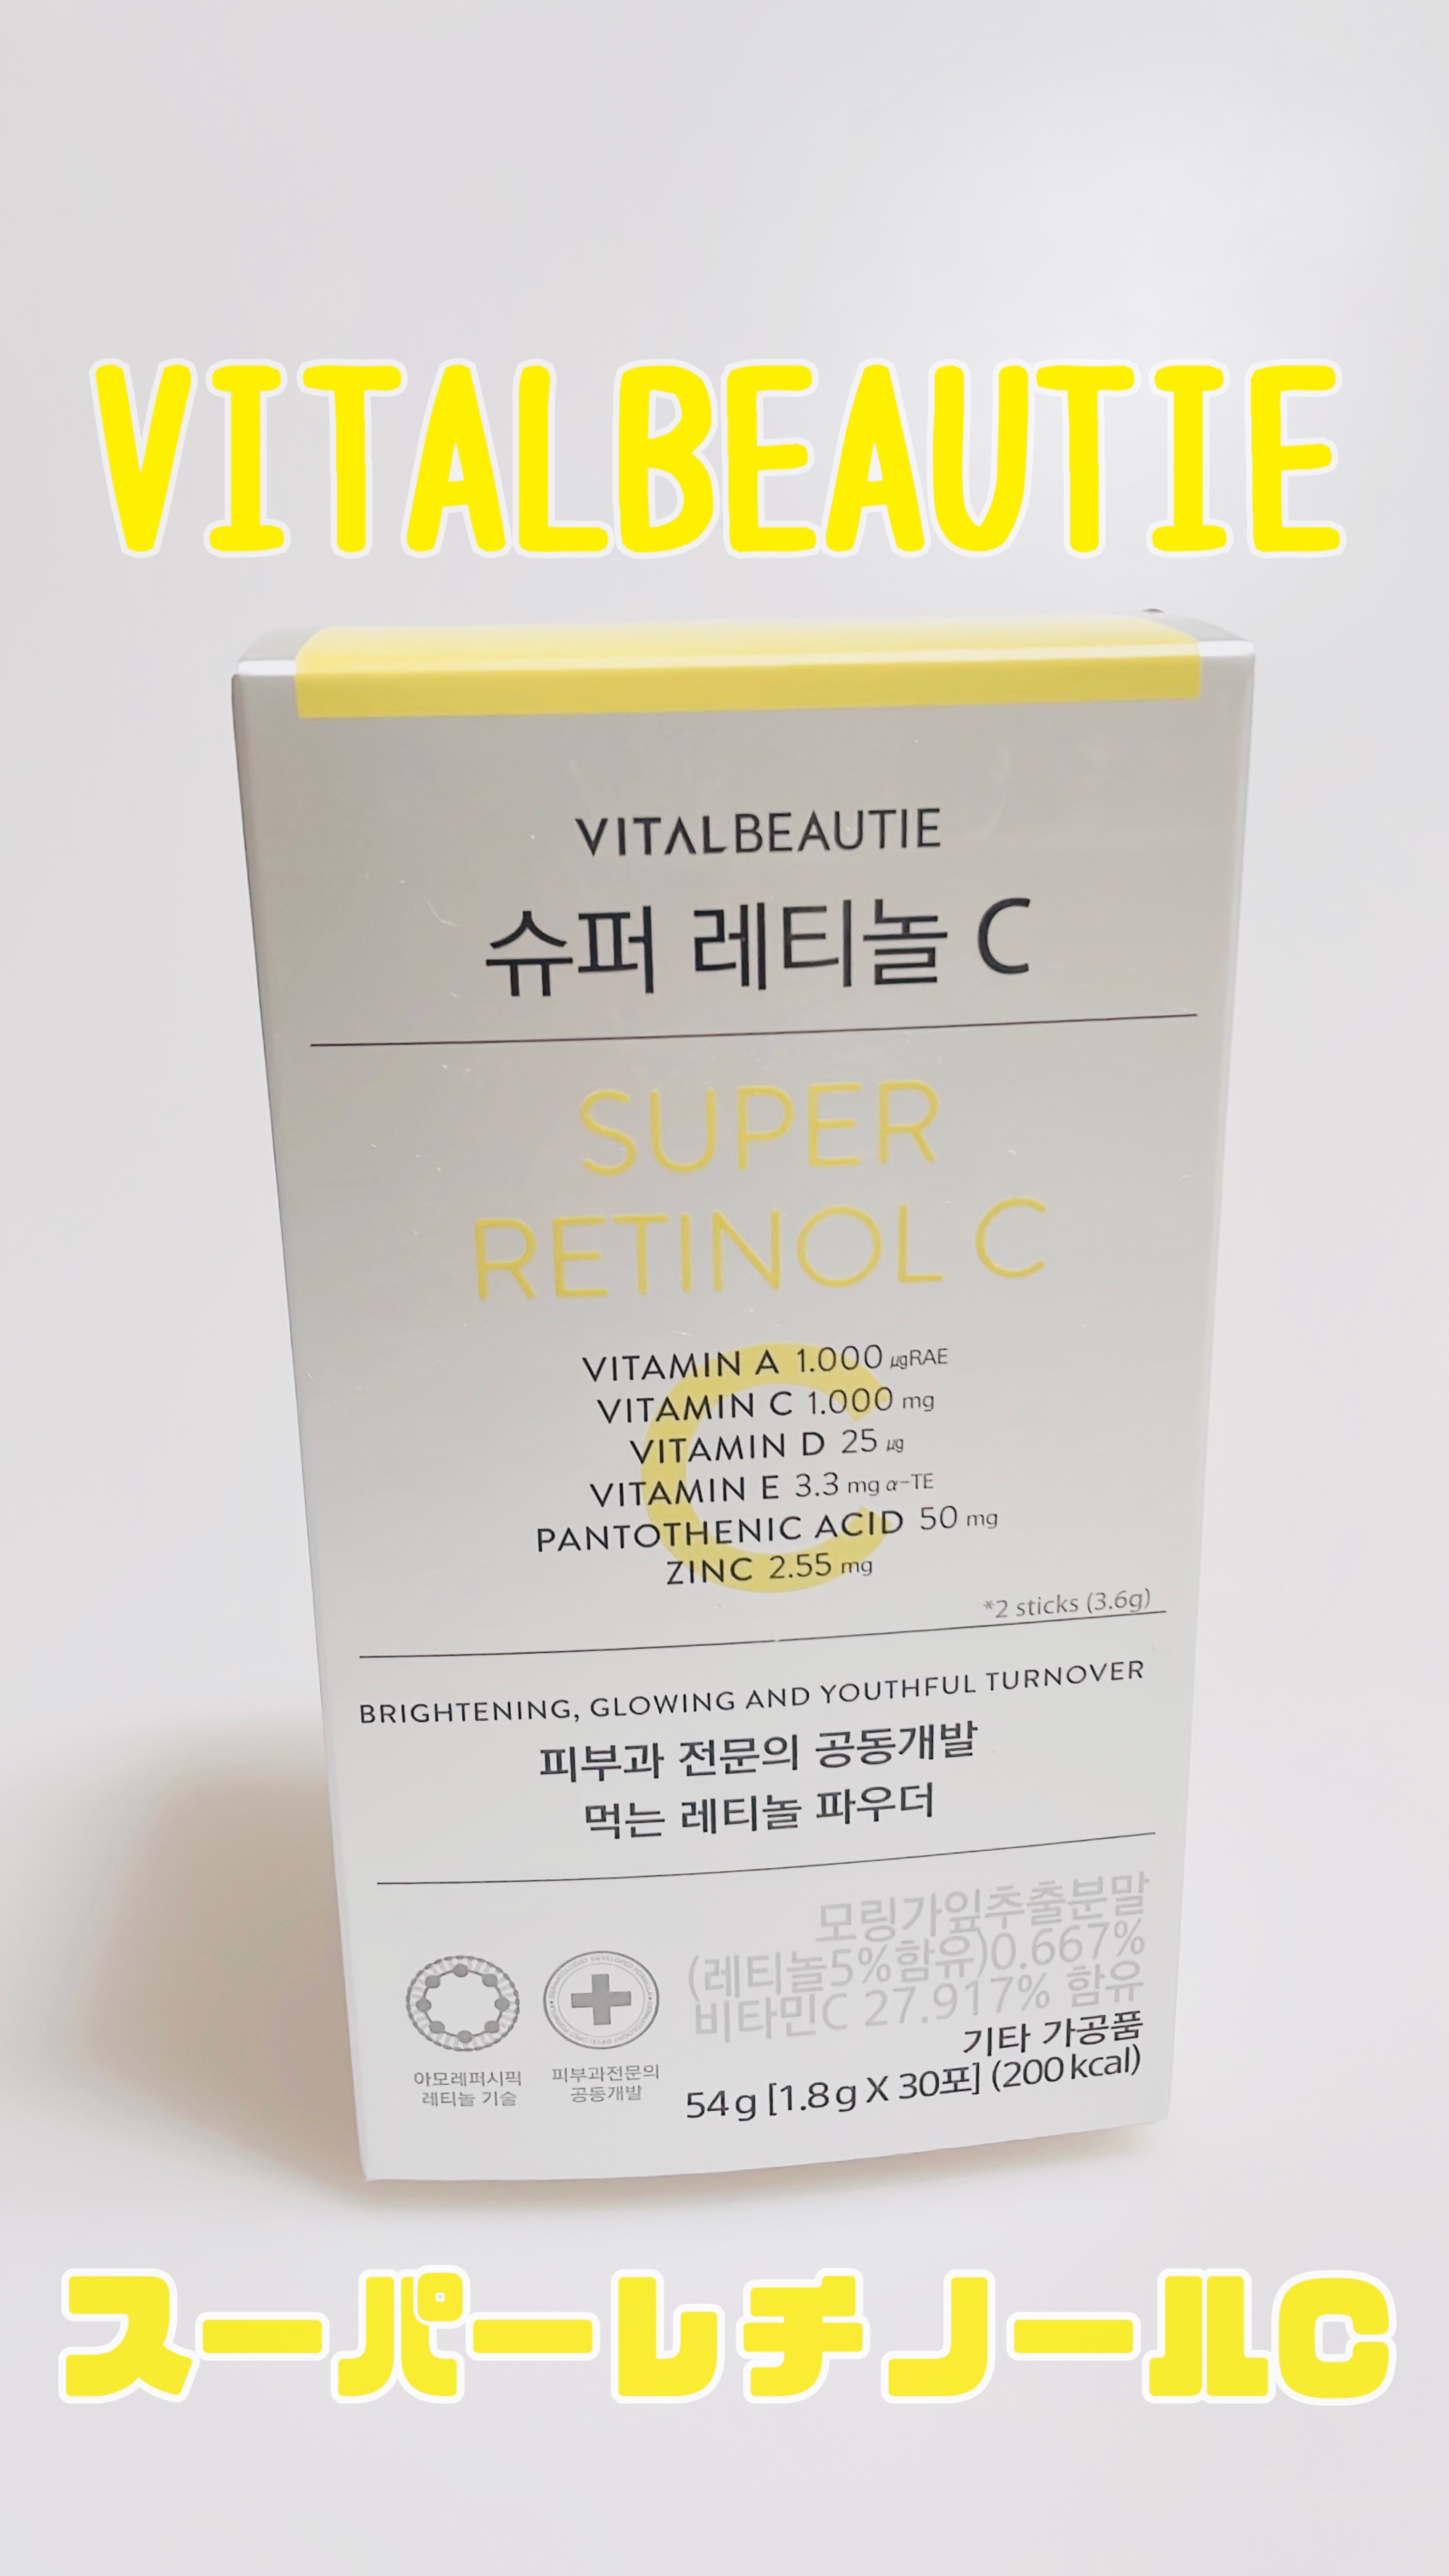 VITALBEAUTIE
VITALBEAUTIE
슈퍼 레티놀 C
SUPER
RETINOL C
VITAMIN A 1.000 µgRAE
VITAMIN C 1.000 mg
VITAMIN D 25 µg
VITAMIN E 3.3 mg α-TE
PANTOTHENIC ACID 50 mg
ZINC 2.55 mg
*2 sticks (3.6g)
BRIGHTENING, GLOWING AND YOUTHFUL TURNOVER
피부과 전문의 공동개발
먹는 레티놀 파우더
모링가잎추출분말
(레티놀5%함유)0.667%
비타민C 27.917% 함유
기타 가공품
54g [1.8g X 30포] (200kcal)
아모레퍼시픽
레티놀 기술
피부과전문의
공동개발
スーパーレチノールC